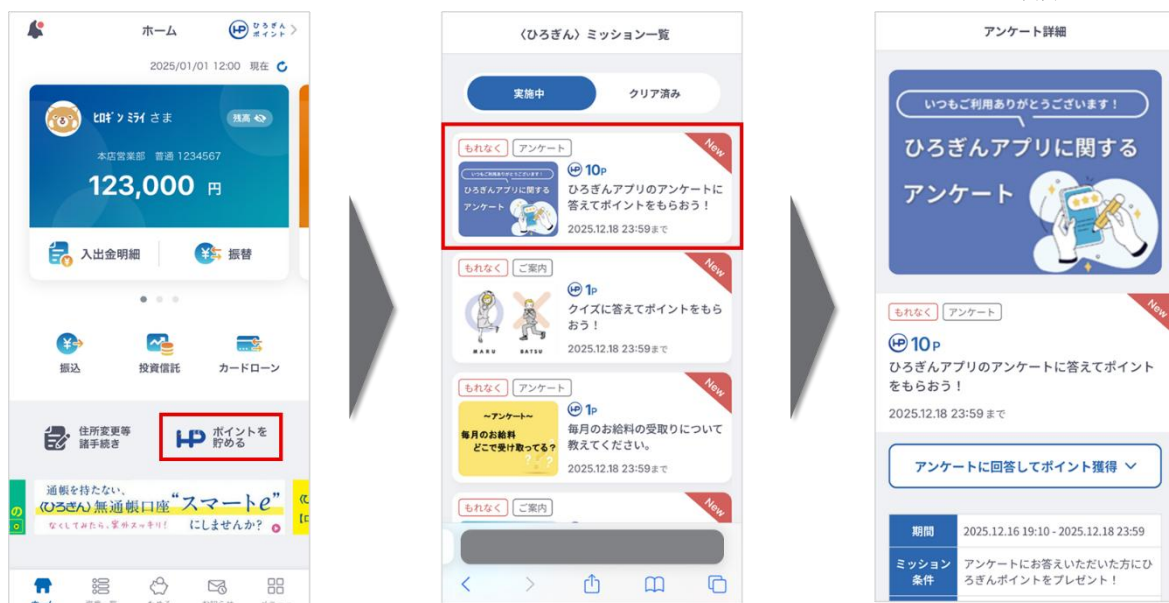 ホーム
HP ひろぎん
ポイント
2025/01/01 12:00 現在
ﾋﾛｷﾞﾝ ﾐﾗｲ さま
残高
本店営業部 普通 1234567
123,000 円
入出金明細
振替
振込
投資信託
カードローン
住所変更等
諸手続き
HP ポイントを
貯める
通帳を持たない、
〈ひろぎん〉無通帳口座“スマートe”
なくしてみたら、案外スッキリ! にしませんか?
〈ひろぎん〉ミッション一覧
実施中
クリア済み
もれなく アンケート
New
いつもご利用ありがとうございます!
ひろぎんアプリに関する
アンケート
HP 10P
ひろぎんアプリのアンケートに
答えてポイントをもらおう!
2025.12.18 23:59まで
もれなく ご案内
New
MARU BATSU
HP 1P
クイズに答えてポイントをもら
おう!
2025.12.18 23:59まで
もれなく アンケート
New
~アンケート~
毎月のお給料
どこで受け取ってる?
HP 1P
毎月のお給料の受取りについて
教えてください。
2025.12.18 23:59まで
もれなく ご案内
New
アンケート詳細
いつもご利用ありがとうございます!
ひろぎんアプリに関する
アンケート
もれなく アンケート
New
HP 10P
ひろぎんアプリのアンケートに答えてポイント
をもらおう!
2025.12.18 23:59 まで
アンケートに回答してポイント獲得
期間 2025.12.16 19:10 - 2025.12.18 23:59
ミッション
条件
アンケートにお答えいただいた方にひ
ろぎんポイントをプレゼント!